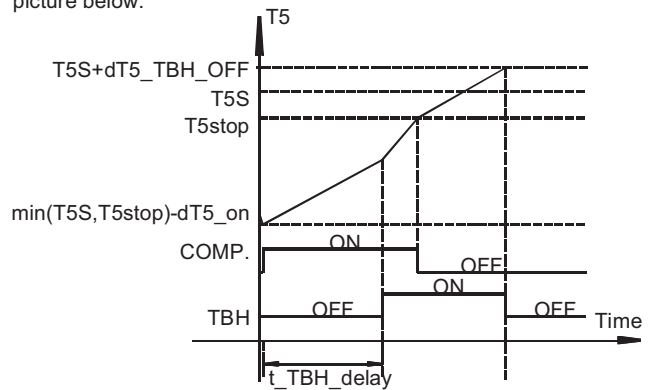 picture below.
T5
T5S+dT5_TBH_OFF
T5S
T5stop
min(T5S,T5stop)-dT5_on
COMP.
ON
OFF
ON
TBH
OFF
OFF
Time
t_TBH_delay